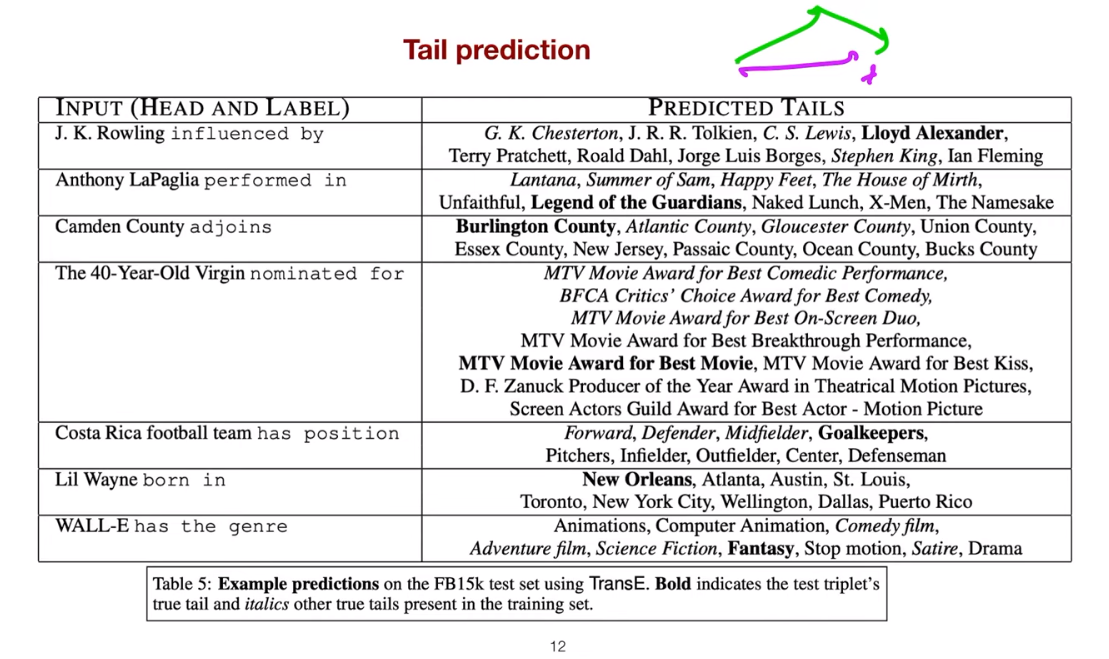 Tail prediction
INPUT (HEAD AND LABEL) PREDICTED TAILS
J. K. Rowling influenced by G. K. Chesterton, J. R. R. Tolkien, C. S. Lewis, Lloyd Alexander,
Terry Pratchett, Roald Dahl, Jorge Luis Borges, Stephen King, Ian Fleming
Anthony LaPaglia performed in Lantana, Summer of Sam, Happy Feet, The House of Mirth,
Unfaithful, Legend of the Guardians, Naked Lunch, X-Men, The Namesake
Camden County adjoins Burlington County, Atlantic County, Gloucester County, Union County,
Essex County, New Jersey, Passaic County, Ocean County, Bucks County
The 40-Year-Old Virgin nominated for MTV Movie Award for Best Comedic Performance,
BFCA Critics' Choice Award for Best Comedy,
MTV Movie Award for Best On-Screen Duo,
MTV Movie Award for Best Breakthrough Performance,
MTV Movie Award for Best Movie, MTV Movie Award for Best Kiss,
D. F. Zanuck Producer of the Year Award in Theatrical Motion Pictures,
Screen Actors Guild Award for Best Actor - Motion Picture
Costa Rica football team has position Forward, Defender, Midfielder, Goalkeepers,
Pitchers, Infielder, Outfielder, Center, Defenseman
Lil Wayne born in New Orleans, Atlanta, Austin, St. Louis,
Toronto, New York City, Wellington, Dallas, Puerto Rico
WALL-E has the genre Animations, Computer Animation, Comedy film,
Adventure film, Science Fiction, Fantasy, Stop motion, Satire, Drama
Table 5: Example predictions on the FB15k test set using TransE. Bold indicates the test triplet's
true tail and italics other true tails present in the training set.
12